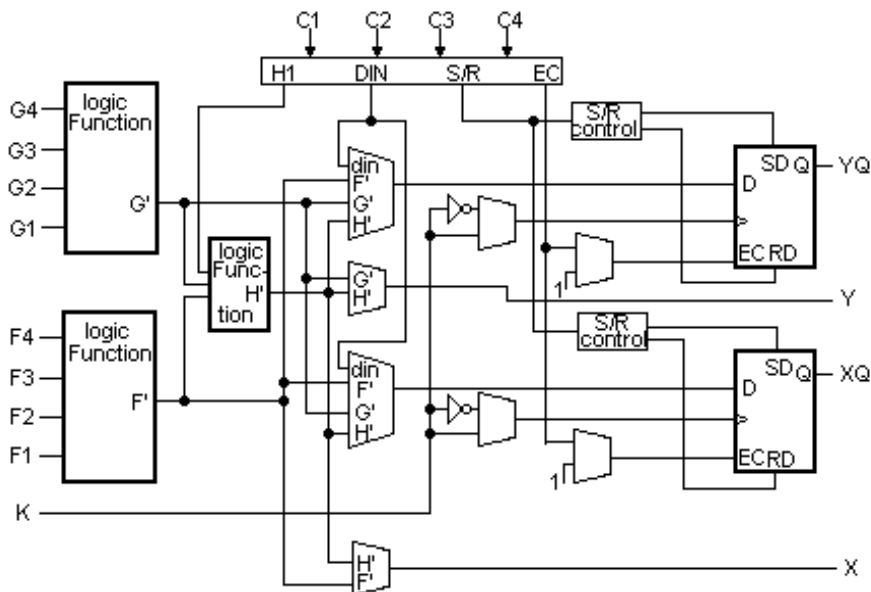 C1 C2 C3 C4
H1 DIN S/R EC
G4
G3
G2
G1
logic
Function
G'
S/R
control
din
F'
G'
H'
SD Q
D
EC RD
YQ
1
logic
Func-
H'
tion
G'
H'
Y
F4
F3
F2
F1
logic
Function
F'
S/R
control
din
F'
G'
H'
SD Q
D
EC RD
XQ
1
K
H'
F'
X